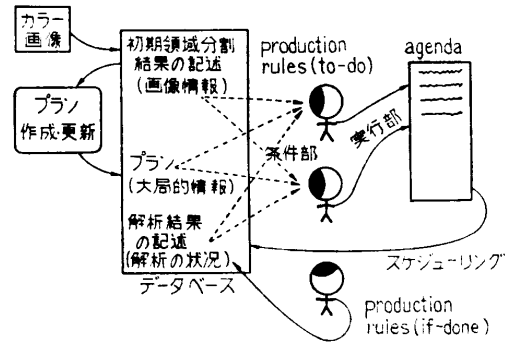 カラー
画像
初期領域分割
結果の記述
(画像情報)
プラン
作成・更新
プラン
(大局的情報)
解析結果
の記述
(解析の状況)
データベース
production
rules(to-do)
条件部
実行部
agenda
スケジューリング
production
rules(if-done)